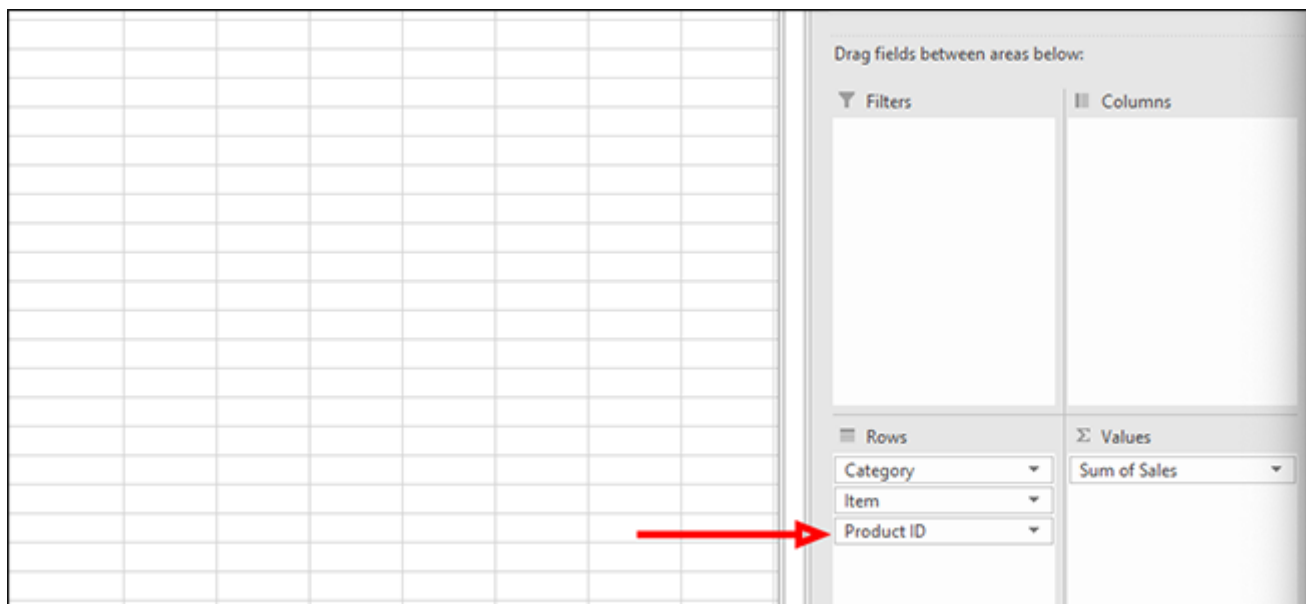 Drag fields between areas below:
Filters
Columns
Rows
Σ Values
Category
Sum of Sales
Item
Product ID